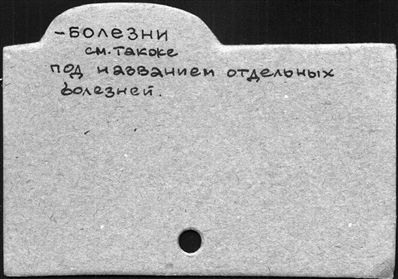 -БОЛЕЗНИ
см. также
под названием отдельных
болезней.